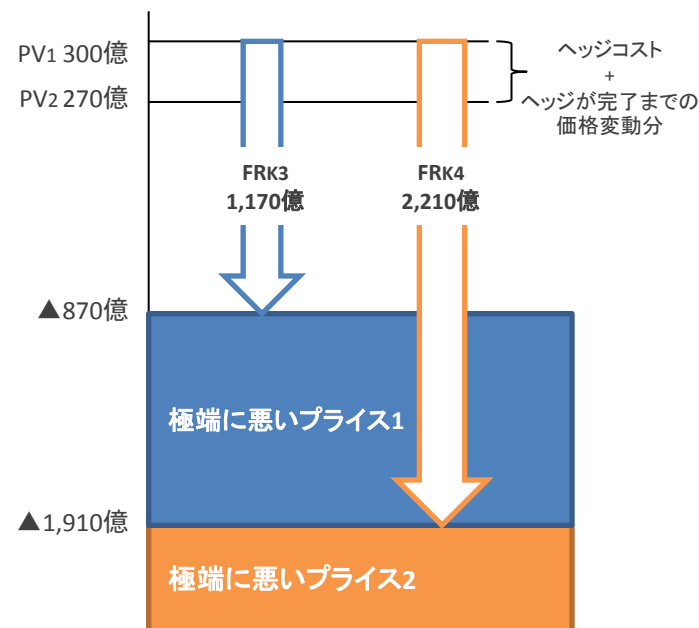 PV1 300億
PV2 270億
ヘッジコスト
+
ヘッジが完了までの
価格変動分
FRK3
1,170億
FRK4
2,210億
▲870億
極端に悪いプライス1
▲1,910億
極端に悪いプライス2